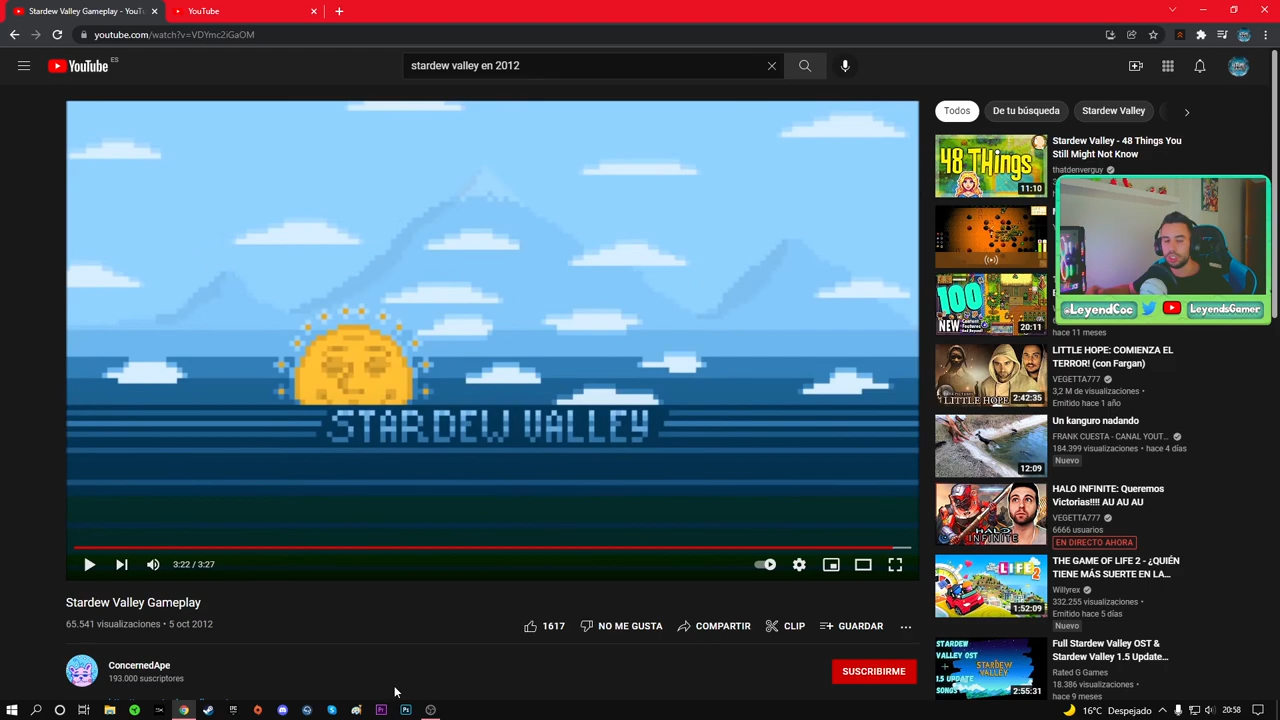 Stardew Valley Gameplay - YouT
YouTube
youtube.com/watch?v=VDYmc2iGaOM
YouTube ES
stardew valley en 2012
Todos
De tu búsqueda
Stardew Valley
STARDEW VALLEY
3:22 / 3:27
Stardew Valley Gameplay
65.541 visualizaciones • 5 oct 2012
1617
NO ME GUSTA
COMPARTIR
CLIP
GUARDAR
ConcernedApe
193.000 suscriptores
SUSCRIBIRME
48 THINGS
11:10
Stardew Valley - 48 Things You
Still Might Not Know
thatdenverguy
@LeyendCoc
LeyendsGamer
100
NEW
20:11
hace 11 meses
LITTLE HOPE
2:42:35
LITTLE HOPE: COMIENZA EL
TERROR! (con Fargan)
VEGETTA777
3,2 M de visualizaciones •
Emitido hace 1 año
12:09
Un kanguro nadando
FRANK CUESTA - CANAL YOUT...
184.399 visualizaciones • hace 4 días
Nuevo
HALO INFINITE
HALO INFINITE: Queremos
Victorias!!!! AU AU AU
VEGETTA777
6666 usuarios
EN DIRECTO AHORA
LIFE 2
1:52:09
THE GAME OF LIFE 2 - ¿QUIÉN
TIENE MÁS SUERTE EN LA...
Willyrex
332.255 visualizaciones •
Emitido hace 5 días
Nuevo
STARDEW
VALLEY OST
+
1.5 UPDATE
SONGS
STARDEW
VALLEY
2:55:31
Full Stardew Valley OST &
Stardew Valley 1.5 Update...
Rated G Games
18.386 visualizaciones •
hace 9 meses
16°C Despejado
20:58